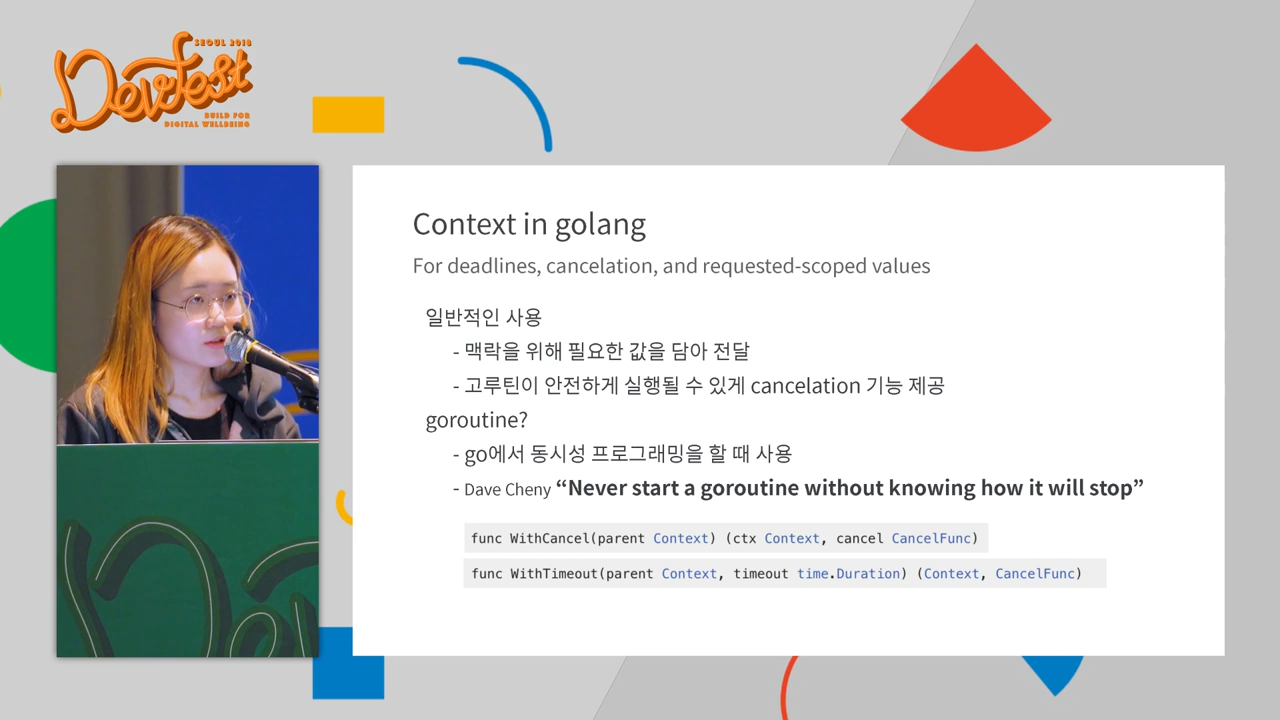 SEOUL 2018
DevFest
BUILD FOR
DIGITAL WELLBEING
Context in golang
For deadlines, cancelation, and requested-scoped values
일반적인 사용
- 맥락을 위해 필요한 값을 담아 전달
- 고루틴이 안전하게 실행될 수 있게 cancelation 기능 제공
goroutine?
- go에서 동시성 프로그래밍을 할 때 사용
- Dave Cheny “Never start a goroutine without knowing how it will stop”
func WithCancel(parent Context) (ctx Context, cancel CancelFunc)
func WithTimeout(parent Context, timeout time.Duration) (Context, CancelFunc)